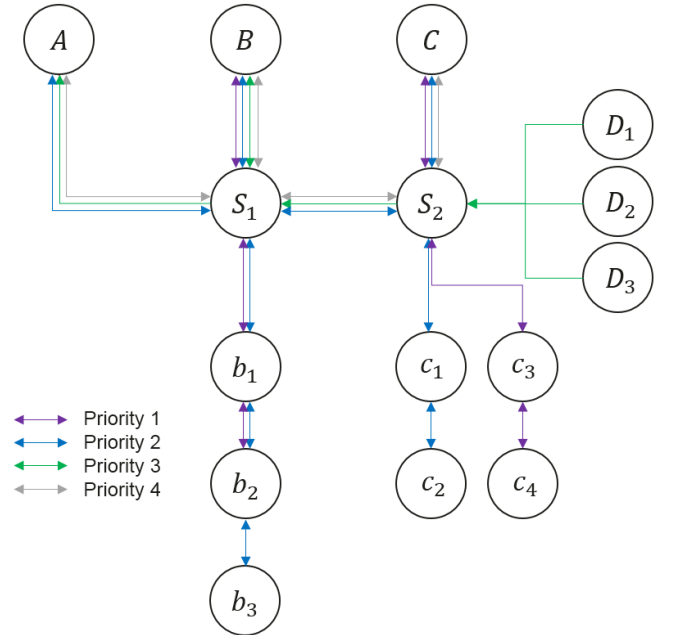 A
B
C
D₁
S₁
S₂
D₂
D₃
b₁
c₁
c₃
Priority 1
Priority 2
Priority 3
Priority 4
b₂
c₂
c₄
b₃